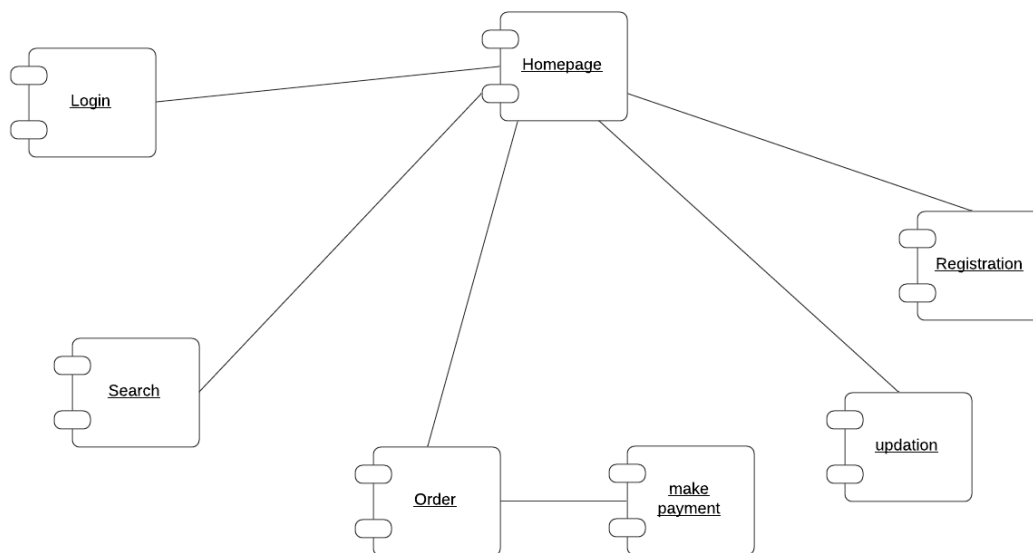 Homepage
Login
Registration
Search
updation
Order
make
payment